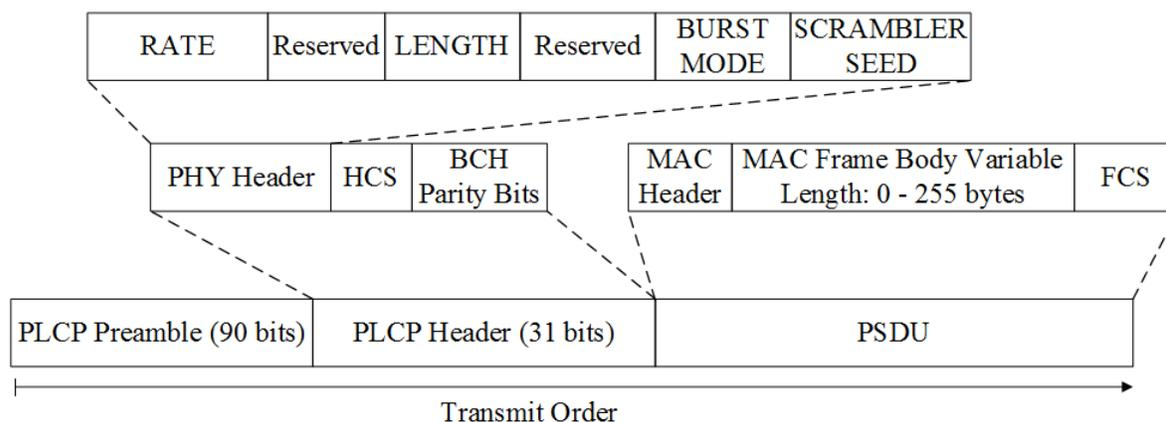 RATE
Reserved
LENGTH
Reserved
BURST
MODE
SCRAMBLER
SEED
PHY Header
HCS
BCH
Parity Bits
MAC
Header
MAC Frame Body Variable
Length: 0 - 255 bytes
FCS
PLCP Preamble (90 bits)
PLCP Header (31 bits)
PSDU
Transmit Order